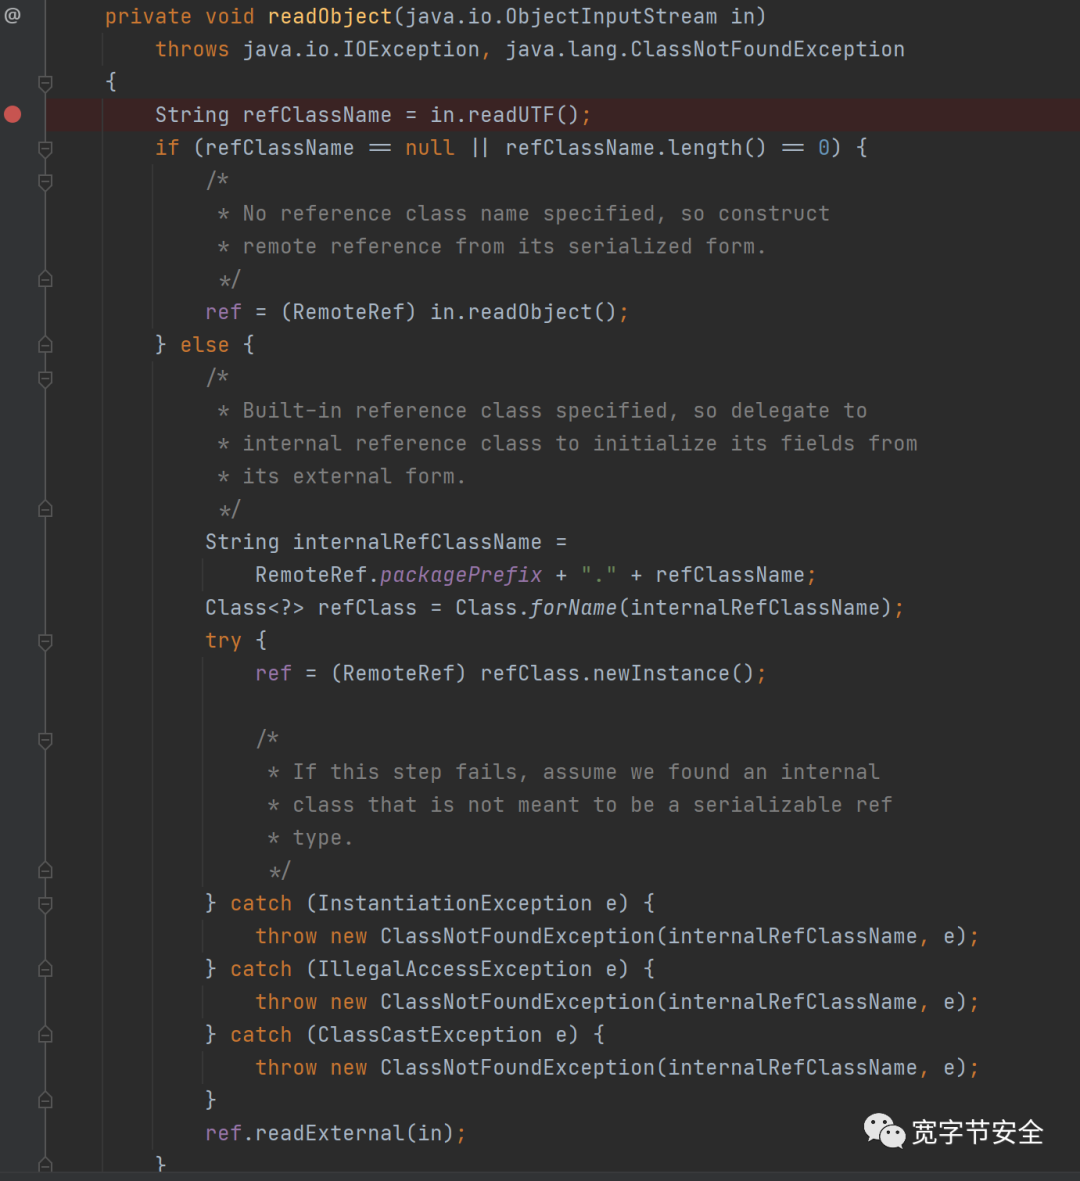 @ private void readObject(java.io.ObjectInputStream in)
throws java.io.IOException, java.lang.ClassNotFoundException
{
String refClassName = in.readUTF();
if (refClassName == null || refClassName.length() == 0) {
/*
* No reference class name specified, so construct
* remote reference from its serialized form.
*/
ref = (RemoteRef) in.readObject();
} else {
/*
* Built-in reference class specified, so delegate to
* internal reference class to initialize its fields from
* its external form.
*/
String internalRefClassName =
RemoteRef.packagePrefix + "." + refClassName;
Class<?> refClass = Class.forName(internalRefClassName);
try {
ref = (RemoteRef) refClass.newInstance();
/*
* If this step fails, assume we found an internal
* class that is not meant to be a serializable ref
* type.
*/
} catch (InstantiationException e) {
throw new ClassNotFoundException(internalRefClassName, e);
} catch (IllegalAccessException e) {
throw new ClassNotFoundException(internalRefClassName, e);
} catch (ClassCastException e) {
throw new ClassNotFoundException(internalRefClassName, e);
}
ref.readExternal(in);
}
宽字节安全